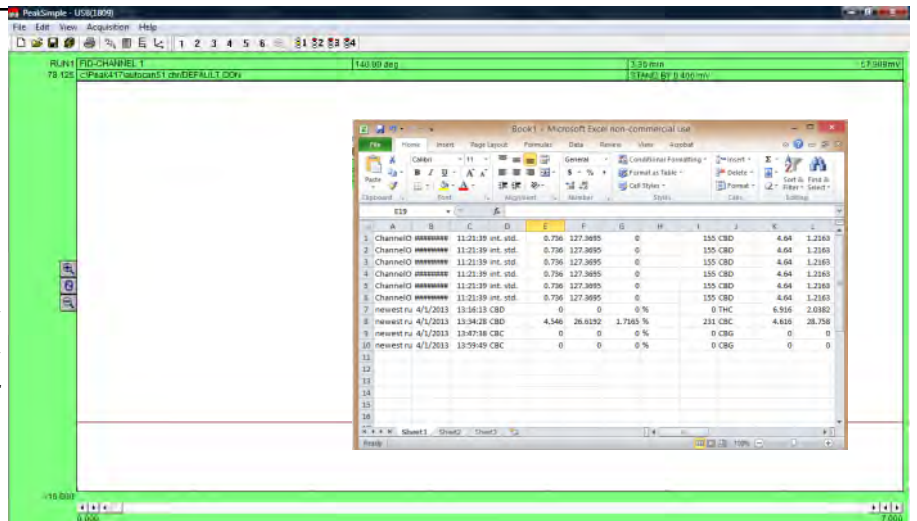 PeakSimple - USB(1809)
File Edit View Acquisition Help
1 2 3 4 5 6 S1 S2 S3 S4
RUN1 FID-CHANNEL 1 140.00 deg
c:\Peak417\autocan51.chr/DEFAULT.CON STAND BY
Book1 - Microsoft Excel non-commercial use
File Home Insert Page Layout Formulas Data Review View Acrobat
Calibri 11 General Conditional Formatting Insert
Paste B I U $ % , Format as Table Delete Sort & Find &
Cell Styles Format Filter Select
Clipboard Font Alignment Number Styles Cells Editing
E19 fx
A B C D E F G H I J K L
1 ChannelO ######## 11:21:39 int. std. 0.736 127.3695 0 155 CBD 4.64 1.2163
2 ChannelO ######## 11:21:39 int. std. 0.736 127.3695 0 155 CBD 4.64 1.2163
3 ChannelO ######## 11:21:39 int. std. 0.736 127.3695 0 155 CBD 4.64 1.2163
4 ChannelO ######## 11:21:39 int. std. 0.736 127.3695 0 155 CBD 4.64 1.2163
5 ChannelO ######## 11:21:39 int. std. 0.736 127.3695 0 155 CBD 4.64 1.2163
6 ChannelO ######## 11:21:39 int. std. 0.736 127.3695 0 155 CBD 4.64 1.2163
7 newest ru 4/1/2013 13:16:13 CBD 0 0 0 % 0 THC 6.916 2.0382
8 newest ru 4/1/2013 13:34:28 CBD 4.546 26.6192 1.7165 % 231 CBC 4.616 28.758
9 newest ru 4/1/2013 13:47:38 CBC 0 0 0 % 0 CBG 0 0
10 newest ru 4/1/2013 13:59:49 CBC 0 0 0 % 0 CBG 0 0
11
12
13
14
15
16
Sheet1 Sheet2 Sheet3
Ready 100%
0.000 7.000